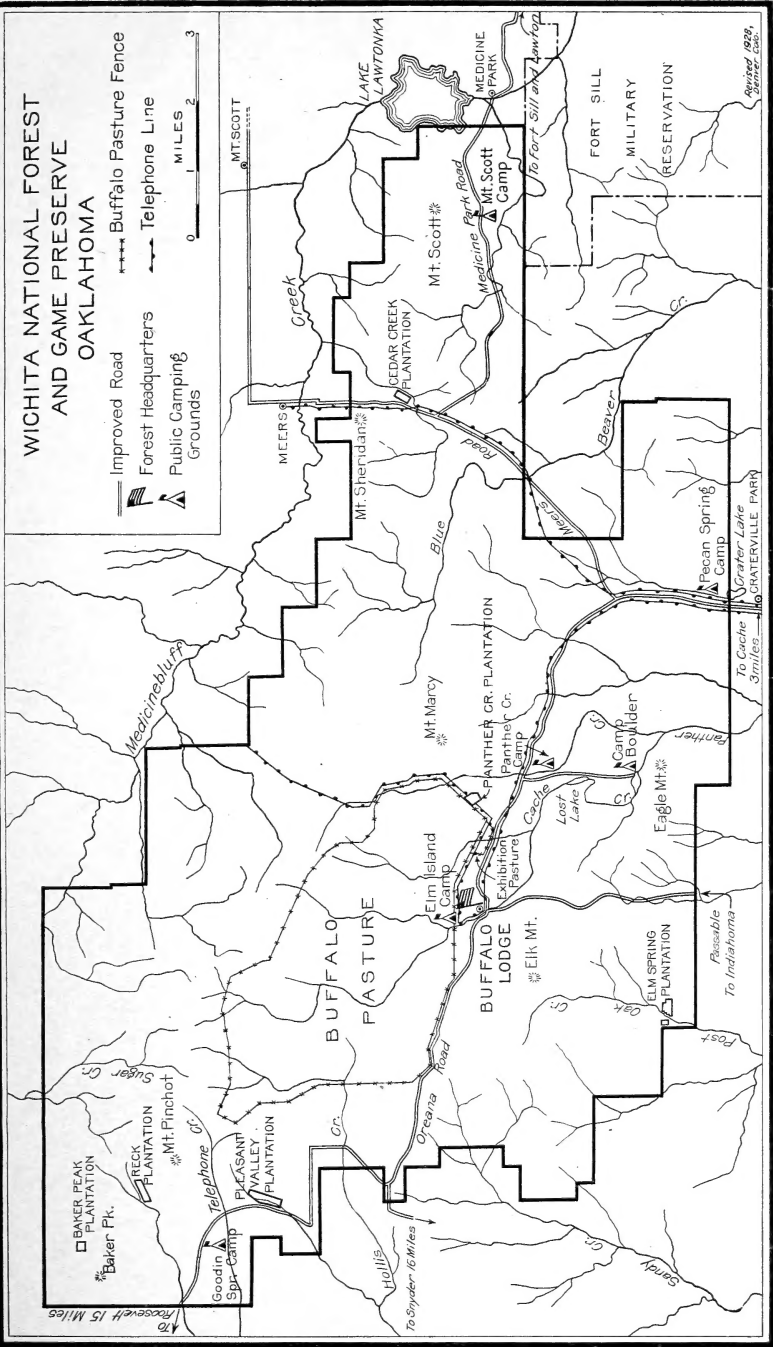 WICHITA NATIONAL FOREST
AND GAME PRESERVE
OAKLAHOMA
Improved Road
Forest Headquarters
Public Camping
Grounds
Buffalo Pasture Fence
Telephone Line
MILES
0 1 2 3
MT. SCOTT
LAKE
LAWTONKA
MEDICINE
PARK
To Fort Sill and Lawton
FORT SILL
MILITARY
RESERVATION
Revised 1928,
Denver, Colo.
Medicinebluff
Creek
MEERS
Mt. Sheridan
CEDAR CREEK
PLANTATION
Mt. Scott
Medicine Park Road
Mt. Scott
Camp
Meers
Road
Blue
Beaver
Cr.
Mt. Marcy
PANTHER CR. PLANTATION
Panther Cr.
Camp
Pecan Spring
Camp
Crater Lake
CRATERVILLE PARK
To Cache
3 miles
Cache
Cr.
Lost
Lake
Camp
Boulder
Panther
Cr.
Eagle Mt.
BUFFALO
PASTURE
Elm Island
Camp
Exhibition
Pasture
BUFFALO
LODGE
Elk Mt.
ELM SPRING
PLANTATION
Passable
To Indiahoma
Post
Oak
Cr.
Oreana
Road
Sugar
Cr.
BAKER PEAK
PLANTATION
Baker Pk.
RECK
PLANTATION
Mt. Pinchot
Telephone
Cr.
PLEASANT
VALLEY
PLANTATION
Goodin
Spr. Camp
To
Roosevelt 15 Miles
Hollis
Cr.
To Snyder 16 Miles
Sandy
Cr.